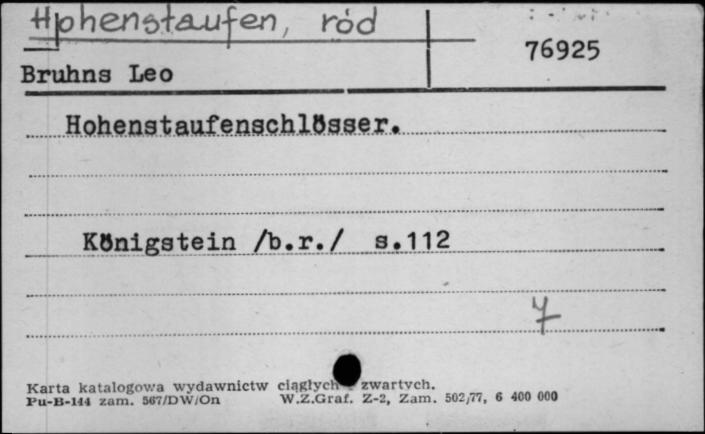 Hohenstaufen, ród
76925
Bruhns Leo
Hohenstaufenschlösser.
Königstein /b.r./ s.112
4
Karta katalogowa wydawnictw ciągłych zwartych.
Pu-B-144 zam. 567/DW/On W.Z.Graf. Z-2, Zam. 502/77, 6 400 000